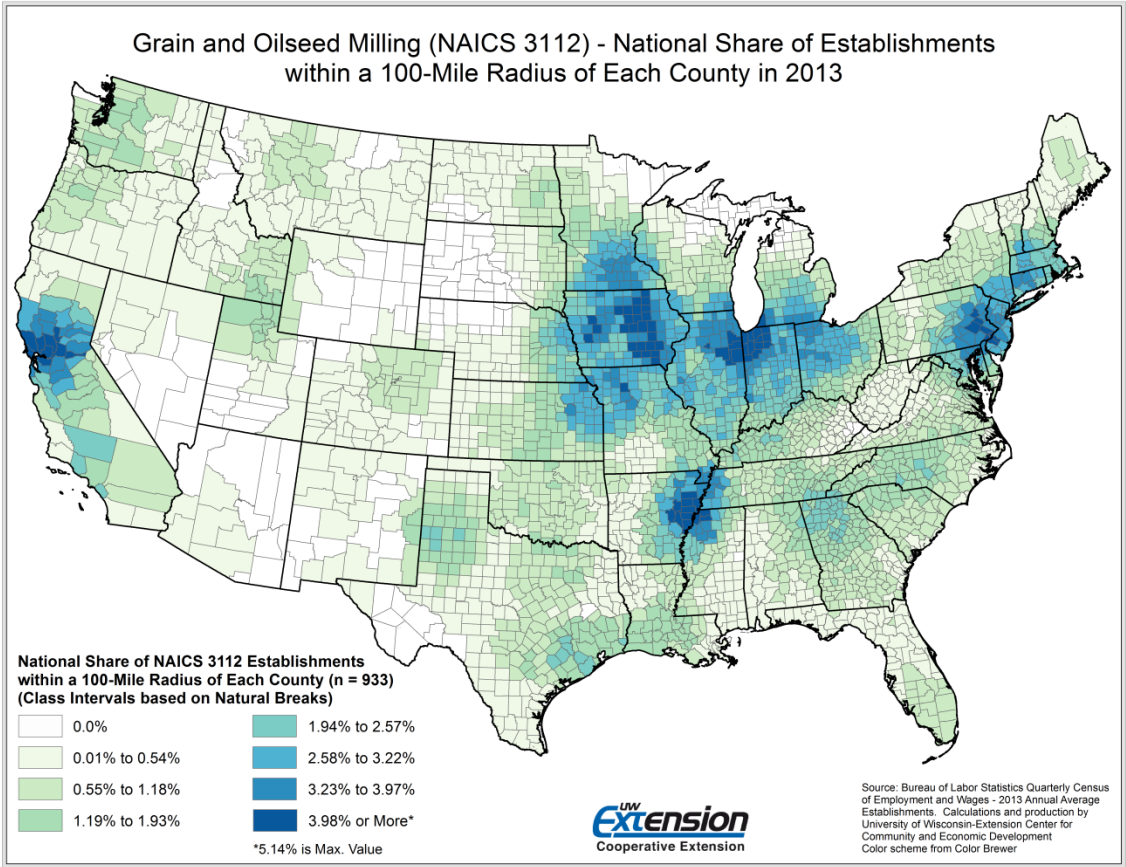 Grain and Oilseed Milling (NAICS 3112) - National Share of Establishments
within a 100-Mile Radius of Each County in 2013
National Share of NAICS 3112 Establishments
within a 100-Mile Radius of Each County (n = 933)
(Class Intervals based on Natural Breaks)
0.0%
0.01% to 0.54%
0.55% to 1.18%
1.19% to 1.93%
1.94% to 2.57%
2.58% to 3.22%
3.23% to 3.97%
3.98% or More*
*5.14% is Max. Value
UW
Extension
Cooperative Extension
Source: Bureau of Labor Statistics Quarterly Census
of Employment and Wages - 2013 Annual Average
Establishments. Calculations and production by
University of Wisconsin-Extension Center for
Community and Economic Development
Color scheme from Color Brewer